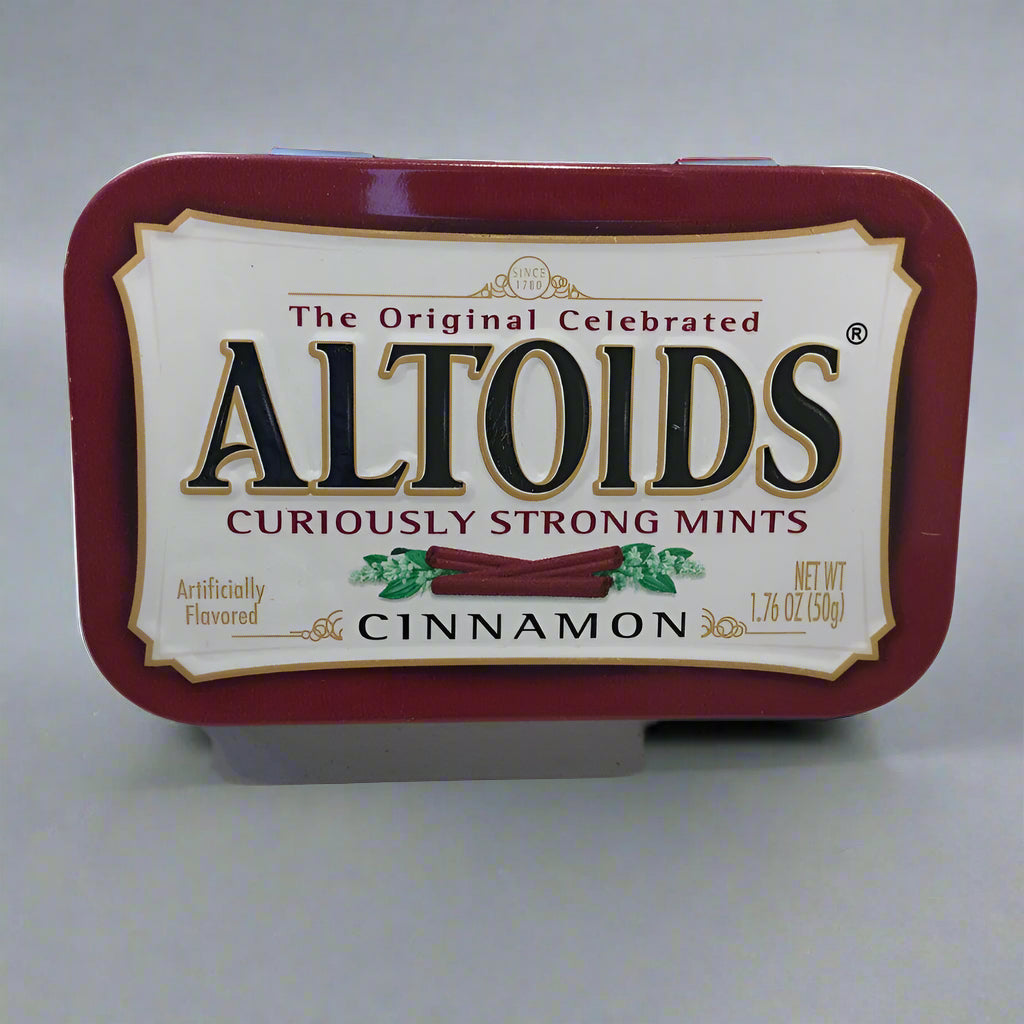 SINCE
1780
The Original Celebrated
ALTOIDS®
CURIOUSLY STRONG MINTS
Artificially
Flavored
CINNAMON
NET WT
1.76 OZ (50g)